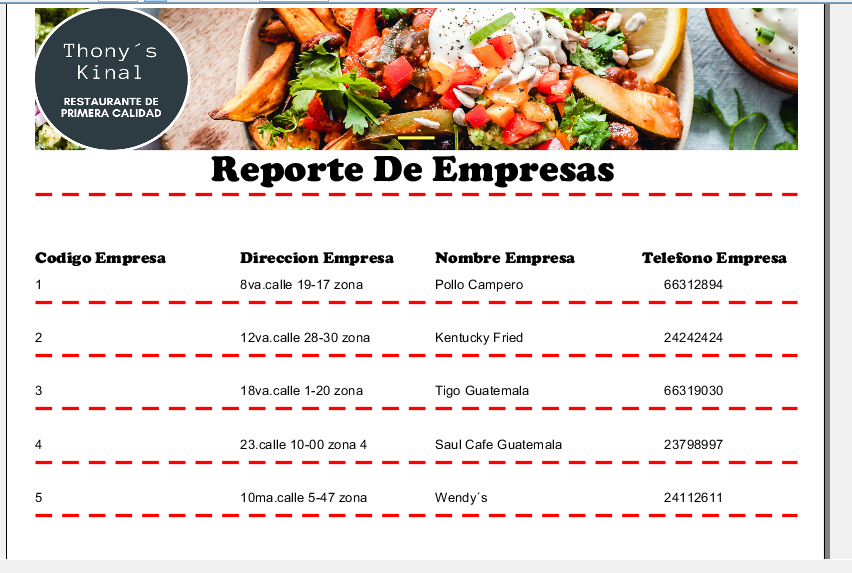 Thony´s
Kinal
RESTAURANTE DE
PRIMERA CALIDAD
Reporte De Empresas
Codigo Empresa Direccion Empresa Nombre Empresa Telefono Empresa
1 8va.calle 19-17 zona Pollo Campero 66312894
2 12va.calle 28-30 zona Kentucky Fried 24242424
3 18va.calle 1-20 zona Tigo Guatemala 66319030
4 23.calle 10-00 zona 4 Saul Cafe Guatemala 23798997
5 10ma.calle 5-47 zona Wendy´s 24112611